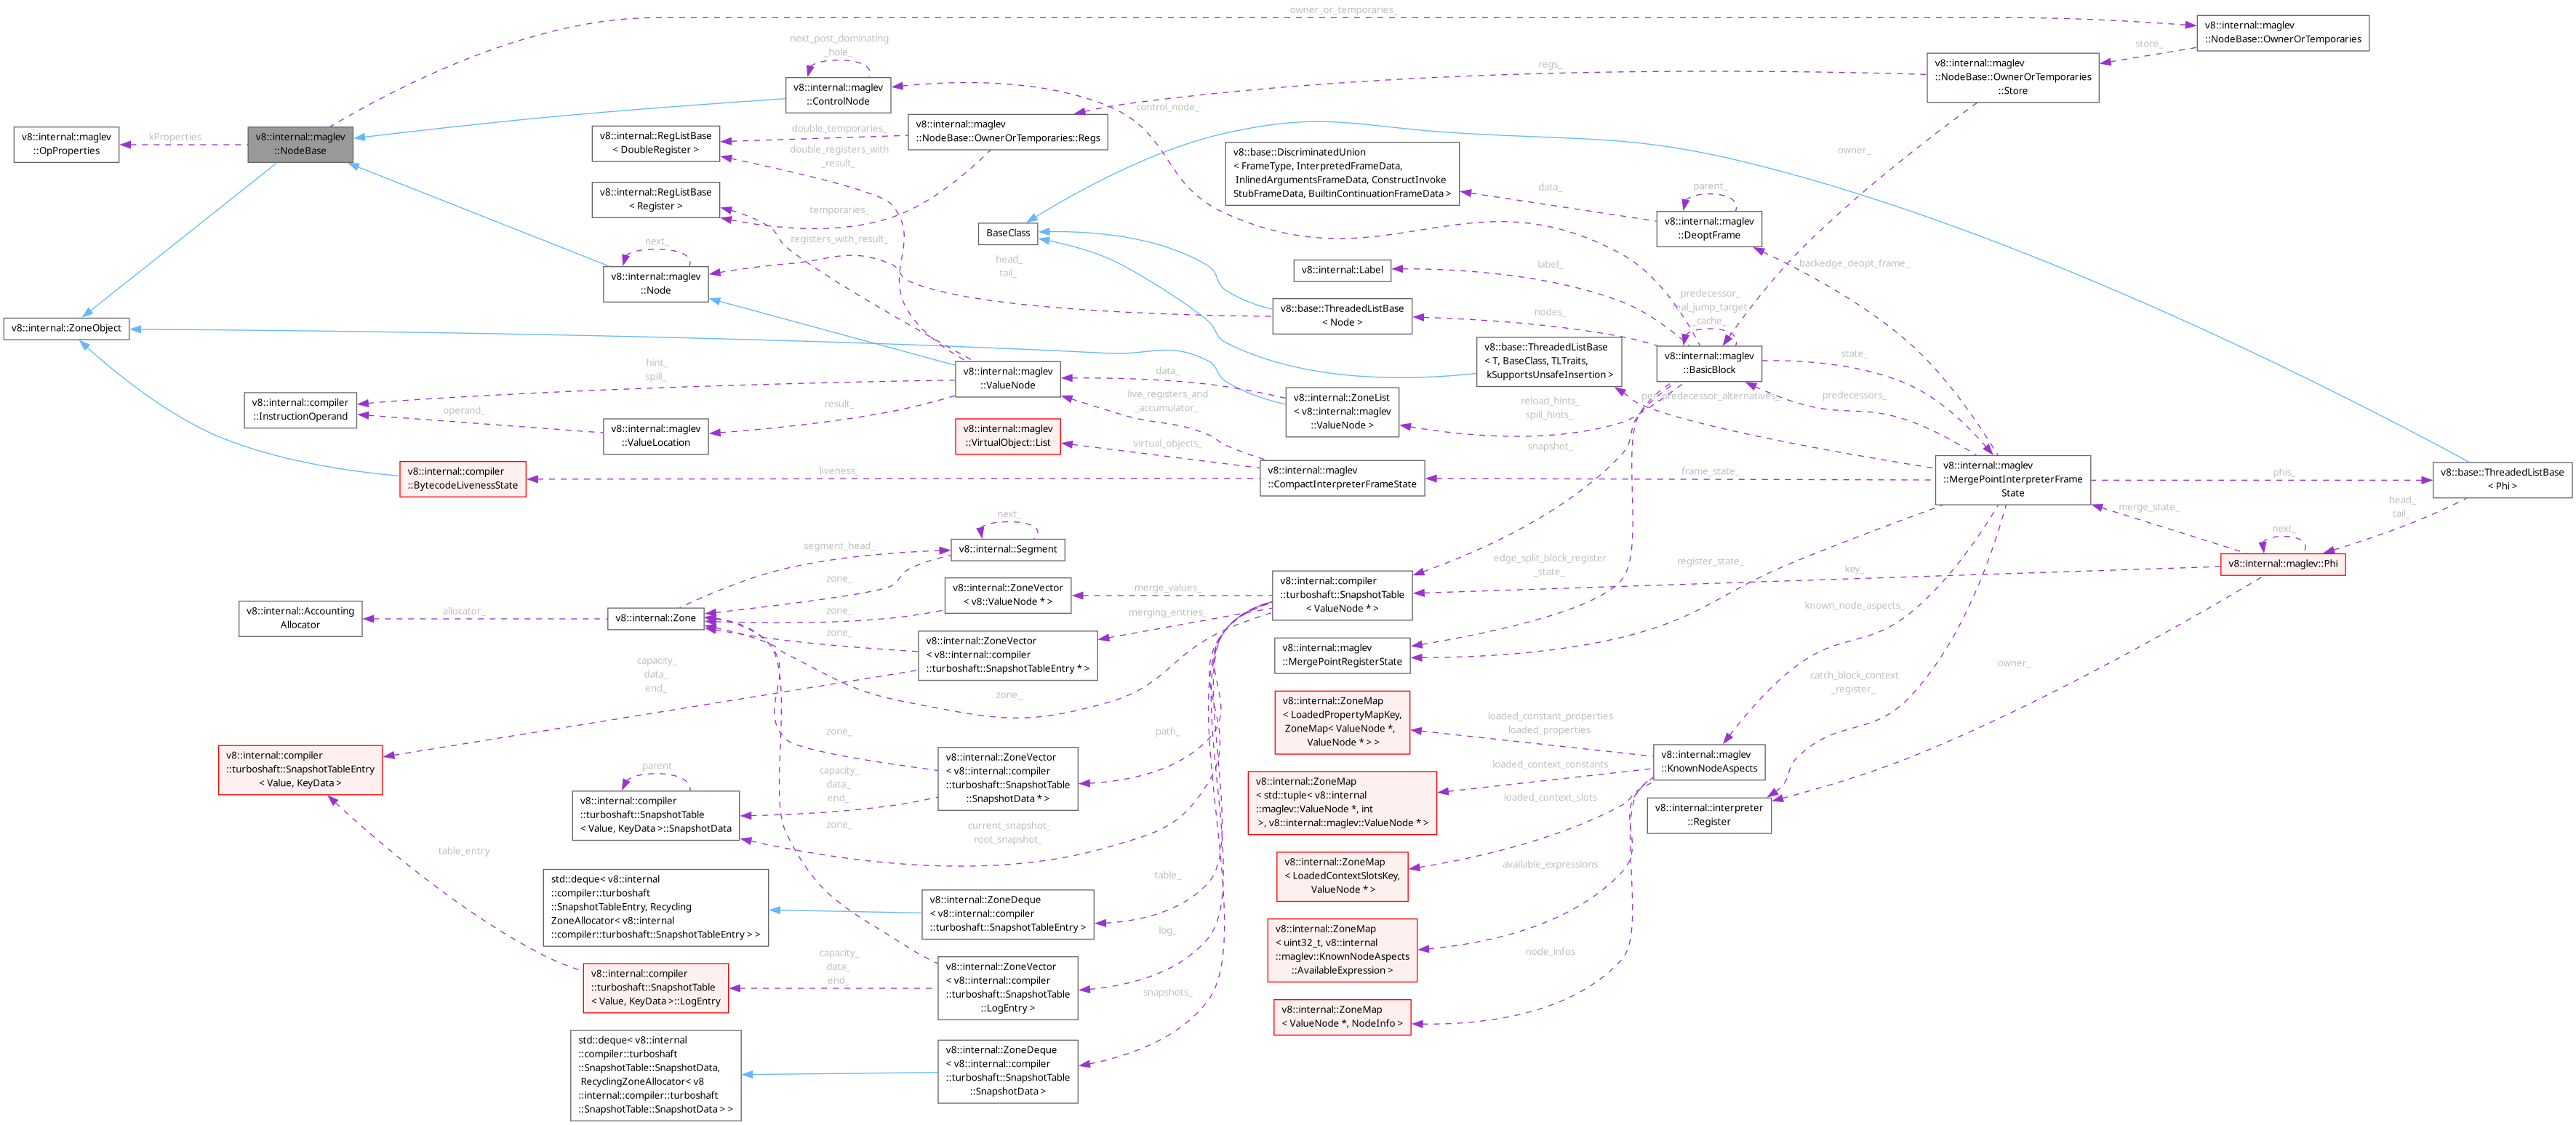 owner_or_temporaries_
v8::internal::maglev
::NodeBase::OwnerOrTemporaries
store_
next_post_dominating
_hole_
v8::internal::maglev
::ControlNode
regs_
v8::internal::maglev
::NodeBase::OwnerOrTemporaries
::Store
control_node_
v8::internal::maglev
::OpProperties
kProperties
v8::internal::maglev
::NodeBase
v8::internal::RegListBase
< DoubleRegister >
double_temporaries_
double_registers_with
_result_
v8::internal::maglev
::NodeBase::OwnerOrTemporaries::Regs
v8::base::DiscriminatedUnion
< FrameType, InterpretedFrameData,
InlinedArgumentsFrameData, ConstructInvoke
StubFrameData, BuiltinContinuationFrameData >
data_
parent_
v8::internal::maglev
::DeoptFrame
owner_
v8::internal::RegListBase
< Register >
temporaries_
registers_with_result_
BaseClass
next_
v8::internal::maglev
::Node
head_
tail_
v8::internal::Label
label_
backedge_deopt_frame_
v8::internal::ZoneObject
v8::base::ThreadedListBase
< Node >
nodes_
predecessor_
real_jump_target
_cache_
v8::base::ThreadedListBase
< T, BaseClass, TLTraits,
kSupportsUnsafeInsertion >
v8::internal::maglev
::BasicBlock
state_
hint_
spill_
v8::internal::maglev
::ValueNode
data_
v8::internal::compiler
::InstructionOperand
operand_
v8::internal::maglev
::ValueLocation
result_
live_registers_and
_accumulator_
v8::internal::ZoneList
< v8::internal::maglev
::ValueNode >
reload_hints_
spill_hints_
per_predecessor_alternatives_
predecessors_
v8::internal::maglev
::VirtualObject::List
virtual_objects_
snapshot_
v8::internal::compiler
::BytecodeLivenessState
liveness_
v8::internal::maglev
::CompactInterpreterFrameState
frame_state_
v8::internal::maglev
::MergePointInterpreterFrame
State
phis_
v8::base::ThreadedListBase
< Phi >
head_
tail_
merge_state_
next_
v8::internal::maglev::Phi
next_
v8::internal::Segment
segment_head_
zone_
edge_split_block_register
_state_
register_state_
key_
v8::internal::Accounting
Allocator
allocator_
v8::internal::Zone
zone_
v8::internal::ZoneVector
< v8::ValueNode * >
merge_values_
merging_entries_
v8::internal::compiler
::turboshaft::SnapshotTable
< ValueNode * >
known_node_aspects_
zone_
v8::internal::ZoneVector
< v8::internal::compiler
::turboshaft::SnapshotTableEntry * >
v8::internal::maglev
::MergePointRegisterState
owner_
capacity_
data_
end_
zone_
catch_block_context
_register_
v8::internal::ZoneMap
< LoadedPropertyMapKey,
ZoneMap< ValueNode *,
ValueNode * > >
loaded_constant_properties
loaded_properties
zone_
path_
v8::internal::compiler
::turboshaft::SnapshotTableEntry
< Value, KeyData >
parent
v8::internal::compiler
::turboshaft::SnapshotTable
< Value, KeyData >::SnapshotData
capacity_
data_
end_
v8::internal::ZoneVector
< v8::internal::compiler
::turboshaft::SnapshotTable
::SnapshotData * >
v8::internal::maglev
::KnownNodeAspects
loaded_context_constants
v8::internal::ZoneMap
< std::tuple< v8::internal
::maglev::ValueNode *, int
>, v8::internal::maglev::ValueNode * >
loaded_context_slots
v8::internal::interpreter
::Register
zone_
current_snapshot_
root_snapshot_
table_entry
v8::internal::ZoneMap
< LoadedContextSlotsKey,
ValueNode * >
available_expressions
std::deque< v8::internal
::compiler::turboshaft
::SnapshotTableEntry, Recycling
ZoneAllocator< v8::internal
::compiler::turboshaft::SnapshotTableEntry > >
v8::internal::ZoneDeque
< v8::internal::compiler
::turboshaft::SnapshotTableEntry >
table_
log_
v8::internal::ZoneMap
< uint32_t, v8::internal
::maglev::KnownNodeAspects
::AvailableExpression >
node_infos
v8::internal::compiler
::turboshaft::SnapshotTable
< Value, KeyData >::LogEntry
capacity_
data_
end_
v8::internal::ZoneVector
< v8::internal::compiler
::turboshaft::SnapshotTable
::LogEntry >
snapshots_
v8::internal::ZoneMap
< ValueNode *, NodeInfo >
std::deque< v8::internal
::compiler::turboshaft
::SnapshotTable::SnapshotData,
RecyclingZoneAllocator< v8
::internal::compiler::turboshaft
::SnapshotTable::SnapshotData > >
v8::internal::ZoneDeque
< v8::internal::compiler
::turboshaft::SnapshotTable
::SnapshotData >